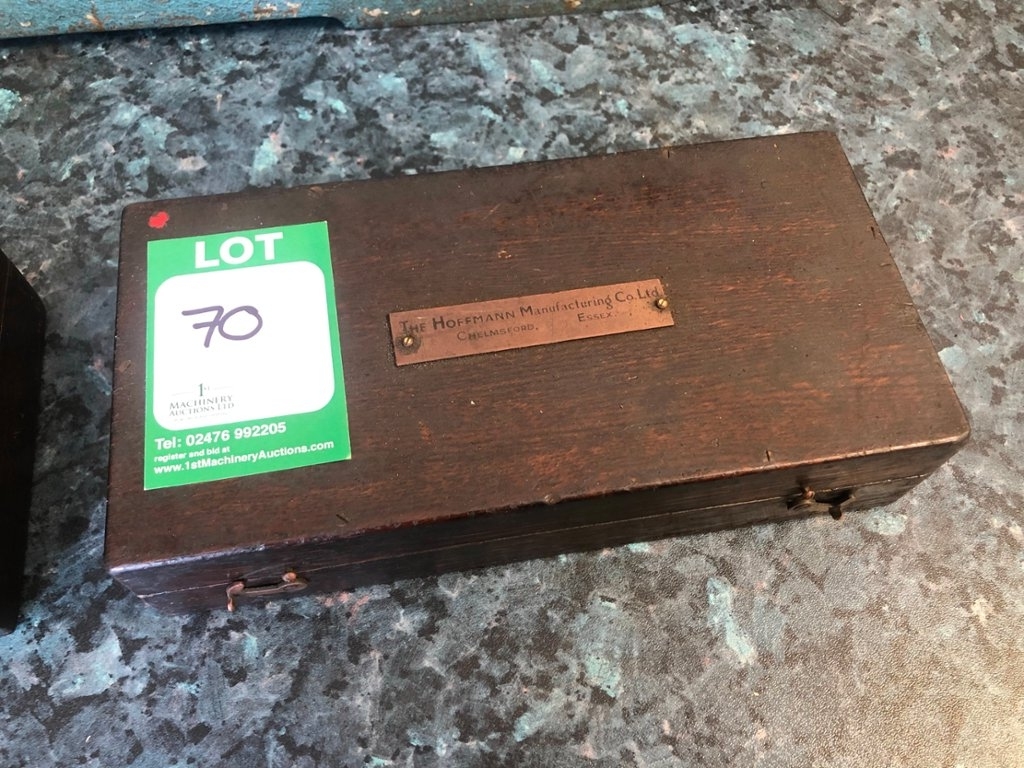 LOT
70
1ST
MACHINERY
AUCTIONS LTD
Tel: 02476 992205
register and bid at
www.1stMachineryAuctions.com
THE HOFFMANN Manufacturing Co. Ltd
CHELMSFORD. ESSEX.